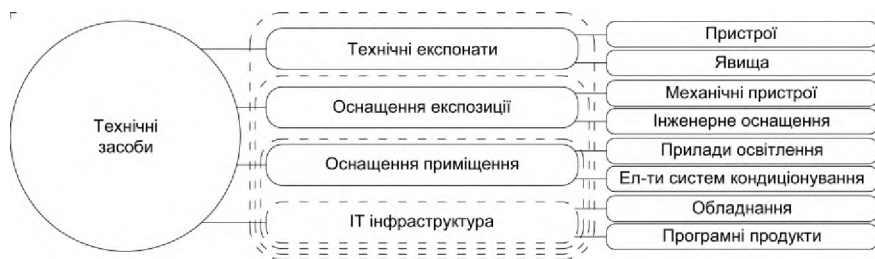 Технічні
засоби
Технічні експонати
Оснащення експозиції
Оснащення приміщення
ІТ інфраструктура
Пристрої
Явища
Механічні пристрої
Інженерне оснащення
Прилади освітлення
Ел-ти систем кондиціонування
Обладнання
Програмні продукти